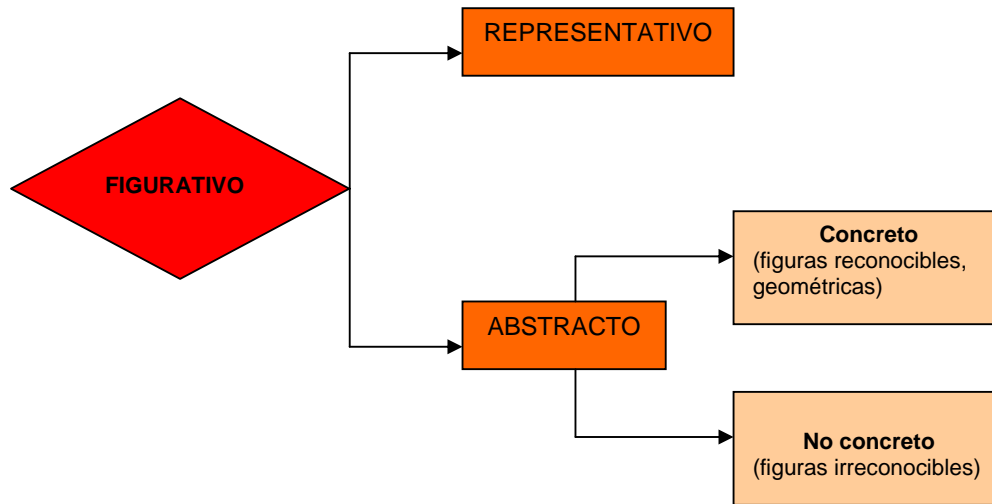 REPRESENTATIVO
FIGURATIVO
Concreto
(figuras reconocibles,
geométricas)
ABSTRACTO
No concreto
(figuras irreconocibles)